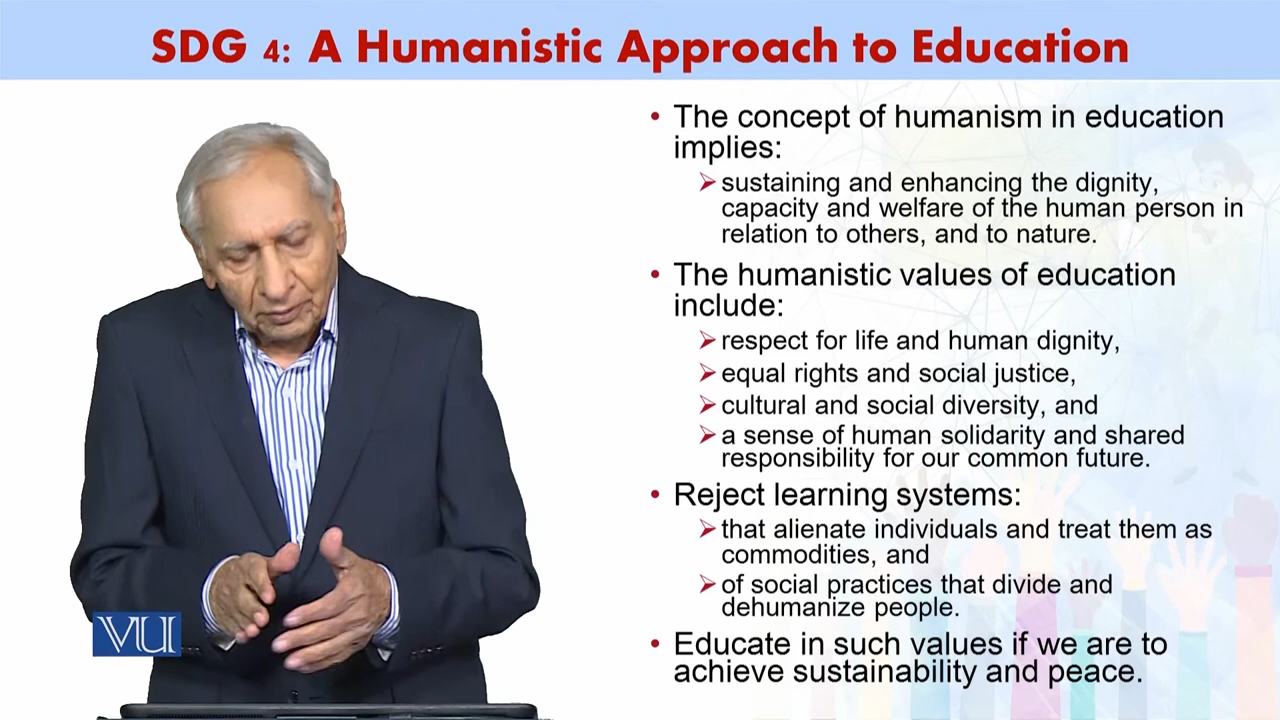 SDG 4: A Humanistic Approach to Education
• The concept of humanism in education
implies:
➢sustaining and enhancing the dignity,
capacity and welfare of the human person in
relation to others, and to nature.
• The humanistic values of education
include:
➢respect for life and human dignity,
➢equal rights and social justice,
➢cultural and social diversity, and
➢a sense of human solidarity and shared
responsibility for our common future.
• Reject learning systems:
➢that alienate individuals and treat them as
commodities, and
➢of social practices that divide and
dehumanize people.
• Educate in such values if we are to
achieve sustainability and peace.
VU